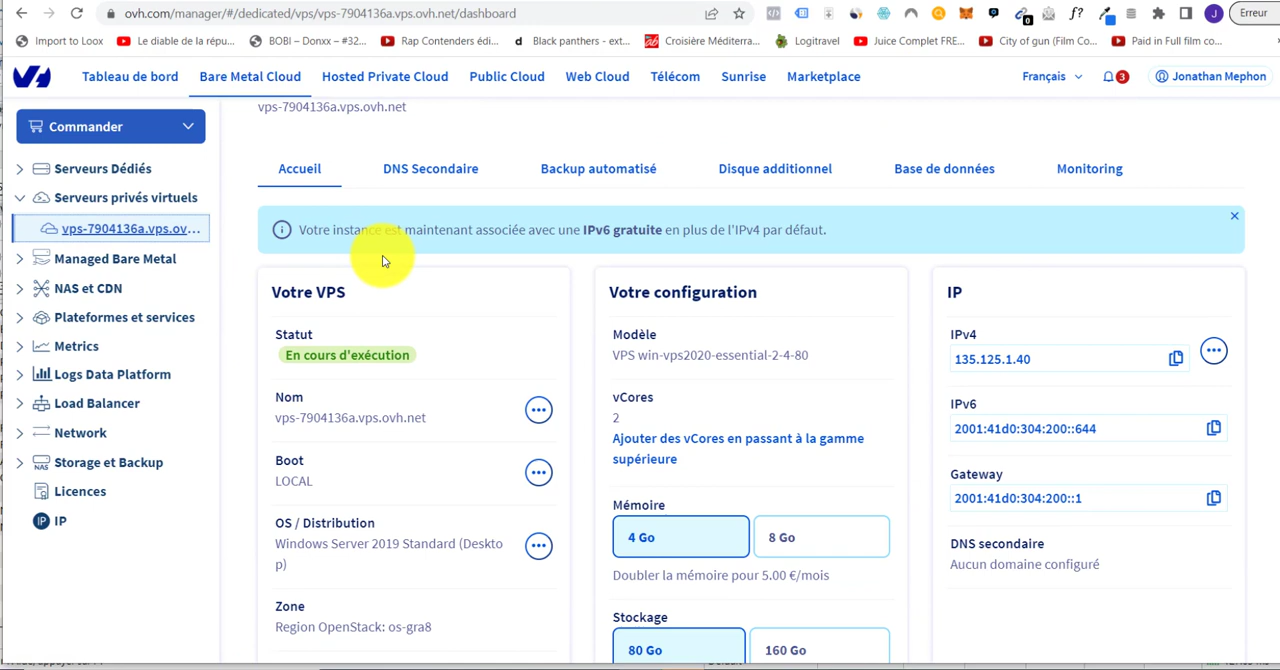 ovh.com/manager/#/dedicated/vps/vps-7904136a.vps.ovh.net/dashboard
Erreur
Import to Loox
Le diable de la répu...
BOBI – Donxx – #32...
Rap Contenders édi...
Black panthers - ext...
Croisière Méditerra...
Logitravel
Juice Complet FRE...
City of gun (Film Co...
Paid in Full film co...
Tableau de bord
Bare Metal Cloud
Hosted Private Cloud
Public Cloud
Web Cloud
Télécom
Sunrise
Marketplace
Français
3
Jonathan Mephon
Commander
Serveurs Dédiés
Serveurs privés virtuels
vps-7904136a.vps.ov...
Managed Bare Metal
NAS et CDN
Plateformes et services
Metrics
Logs Data Platform
Load Balancer
Network
Storage et Backup
Licences
IP
vps-7904136a.vps.ovh.net
Accueil
DNS Secondaire
Backup automatisé
Disque additionnel
Base de données
Monitoring
Votre instance est maintenant associée avec une IPv6 gratuite en plus de l'IPv4 par défaut.
Votre VPS
Statut
En cours d'exécution
Nom
vps-7904136a.vps.ovh.net
Boot
LOCAL
OS / Distribution
Windows Server 2019 Standard (Deskto
p)
Zone
Region OpenStack: os-gra8
Votre configuration
Modèle
VPS win-vps2020-essential-2-4-80
vCores
2
Ajouter des vCores en passant à la gamme
supérieure
Mémoire
4 Go
8 Go
Doubler la mémoire pour 5.00 €/mois
Stockage
80 Go
160 Go
IP
IPv4
135.125.1.40
IPv6
2001:41d0:304:200::644
Gateway
2001:41d0:304:200::1
DNS secondaire
Aucun domaine configuré